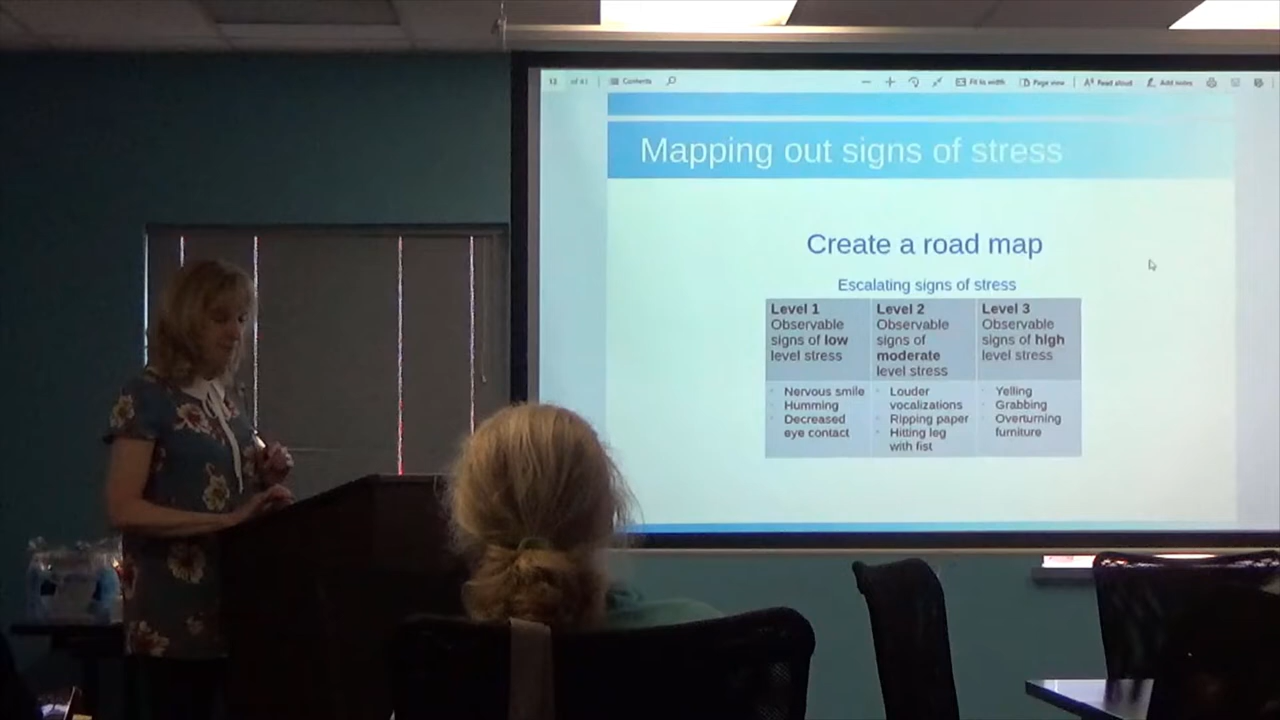 12 of 41 Contents Fit to width Page view Read aloud Add notes
Mapping out signs of stress
Create a road map
Escalating signs of stress
Level 1
Observable
signs of low
level stress
Level 2
Observable
signs of
moderate
level stress
Level 3
Observable
signs of high
level stress
Nervous smile
Humming
Decreased
eye contact
Louder
vocalizations
Ripping paper
Hitting leg
with fist
Yelling
Grabbing
Overturning
furniture